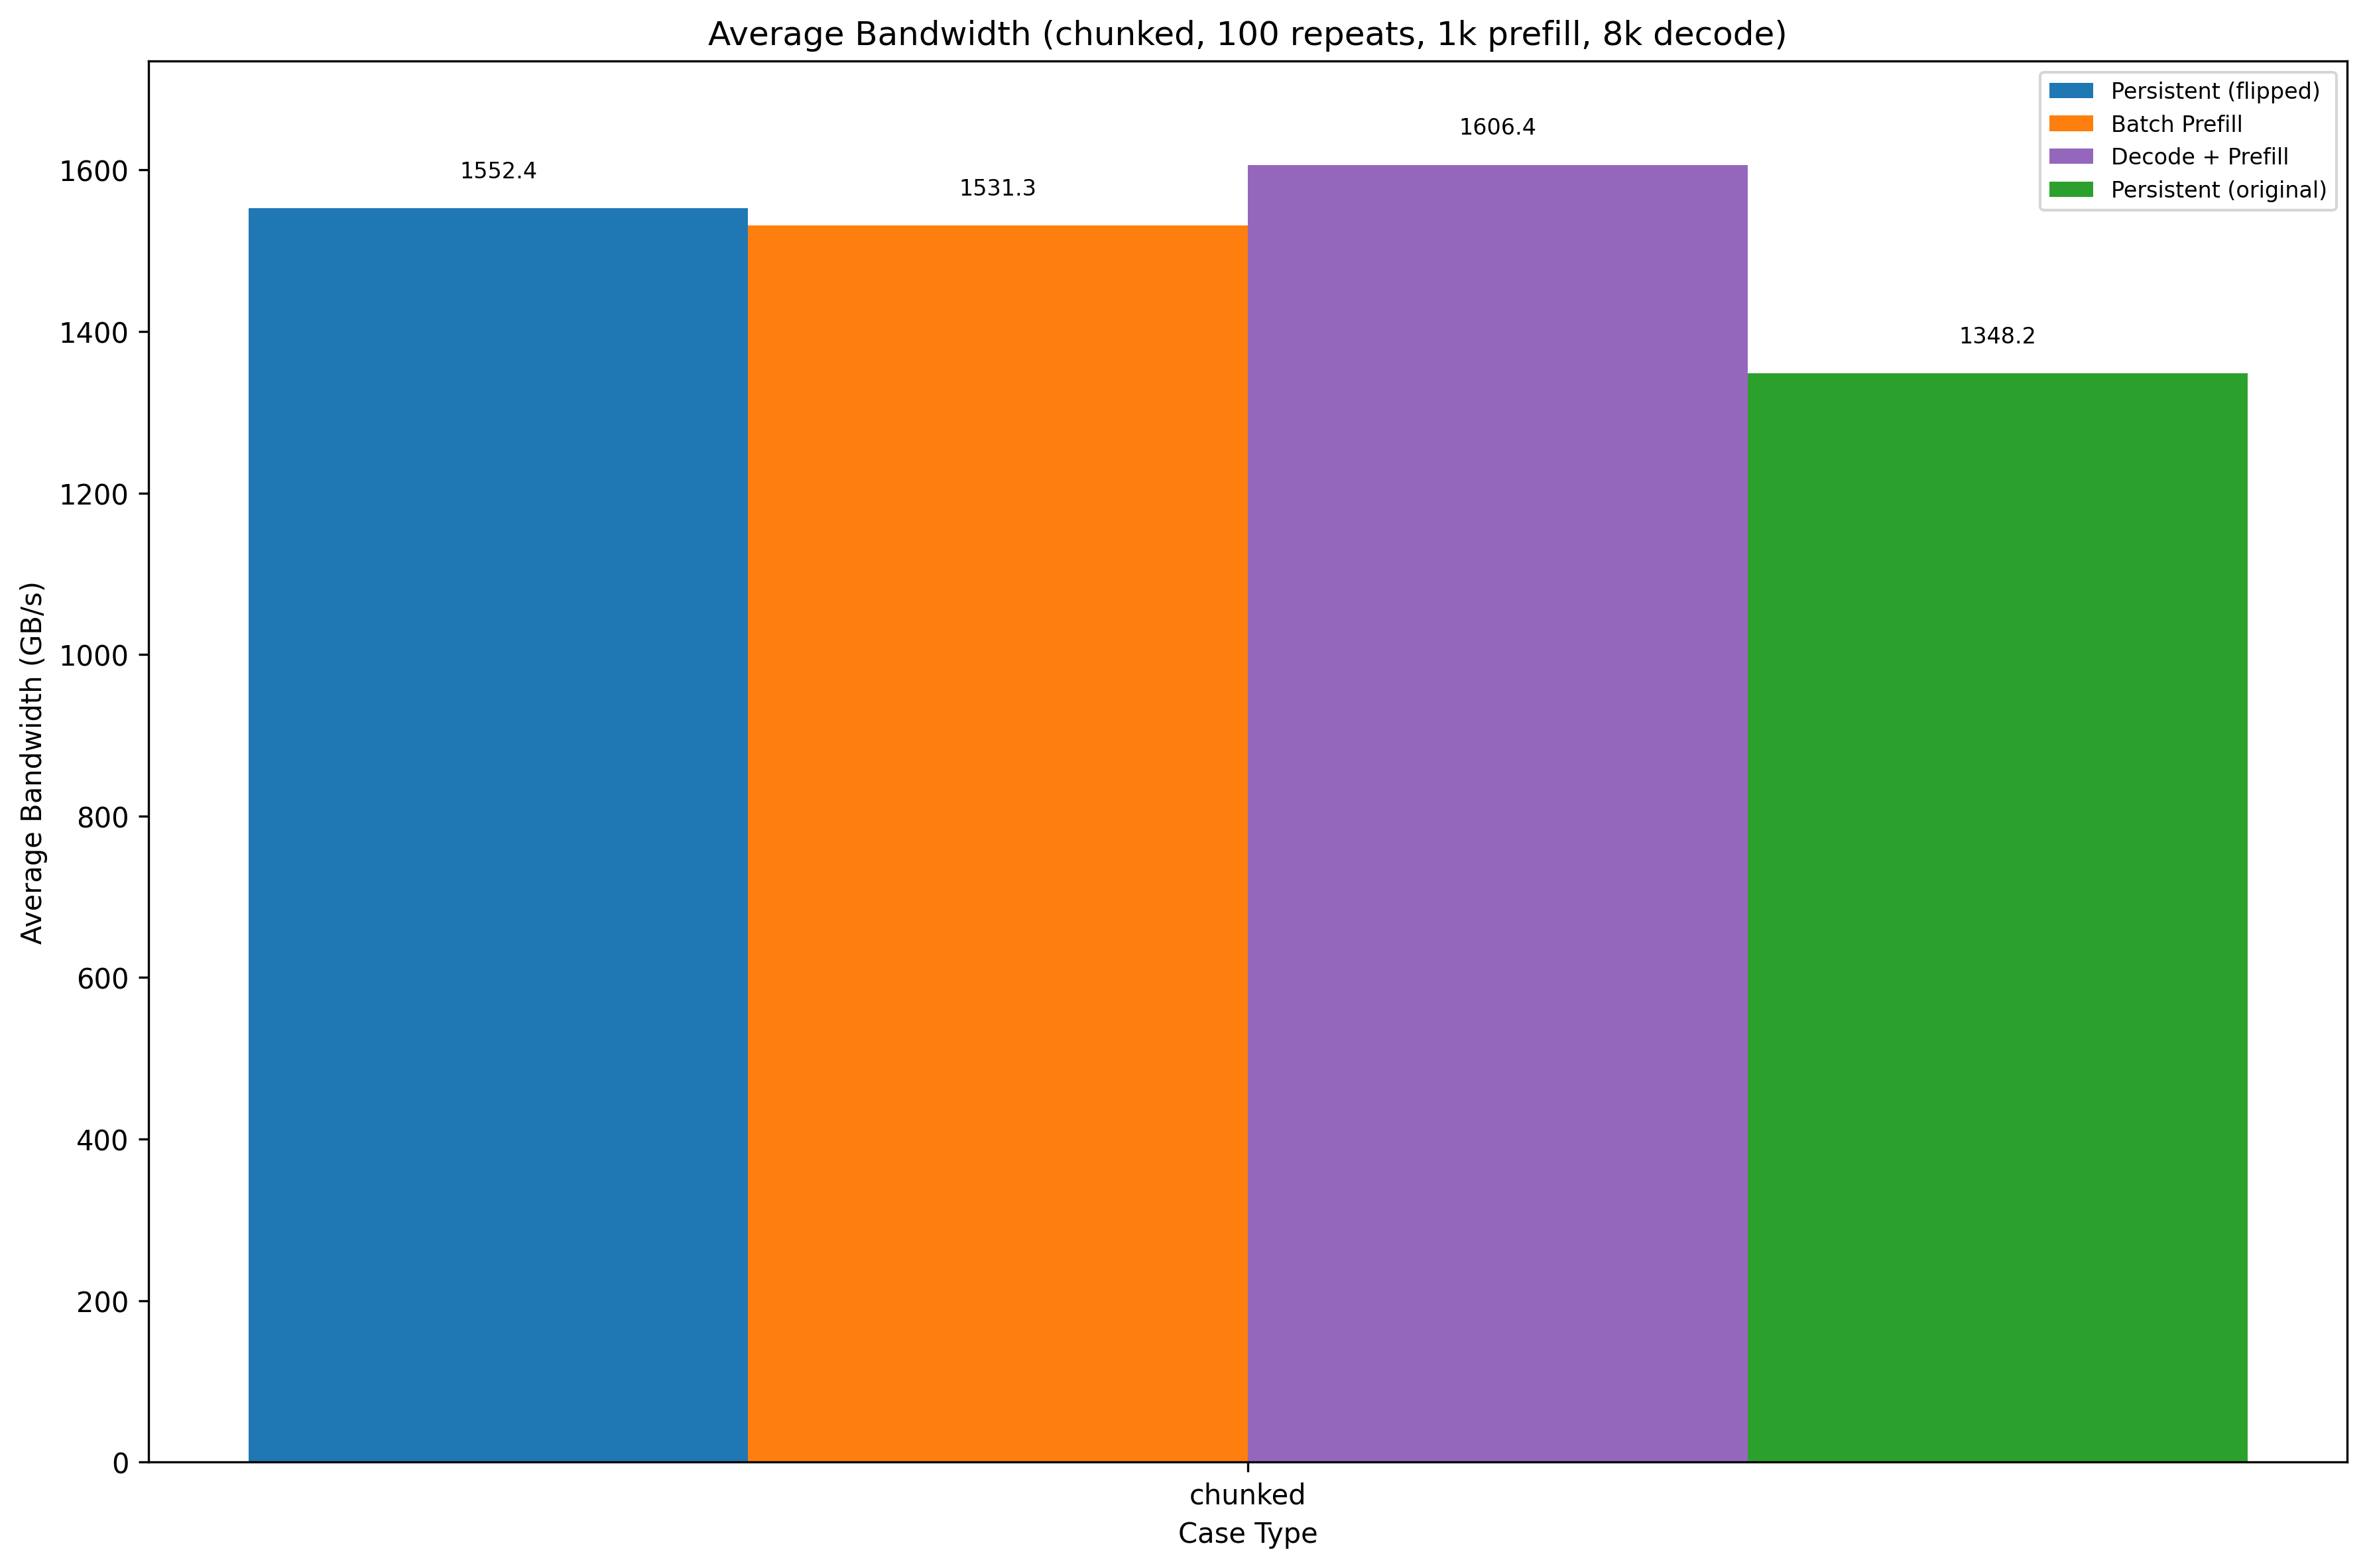 Average Bandwidth (chunked, 100 repeats, 1k prefill, 8k decode)
Persistent (flipped)
Batch Prefill
Decode + Prefill
Persistent (original)
1552.4
1531.3
1606.4
1348.2
Average Bandwidth (GB/s)
1600
1400
1200
1000
800
600
400
200
0
chunked
Case Type